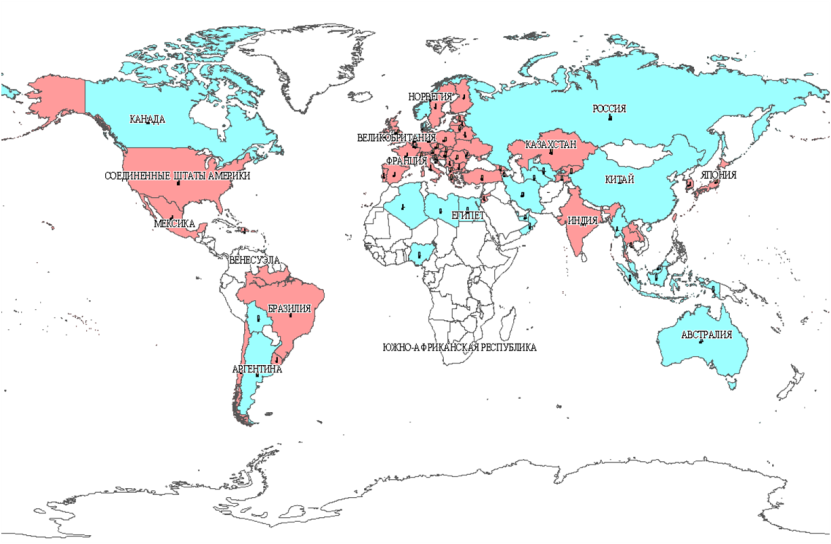 НОРВЕГИЯ
РОССИЯ
КАНАДА
ВЕЛИКОБРИТАНИЯ
КАЗАХСТАН
ФРАНЦИЯ
СОЕДИНЕННЫЕ ШТАТЫ АМЕРИКИ
ЯПОНИЯ
КИТАЙ
ЕГИПЕТ
ИНДИЯ
МЕКСИКА
ВЕНЕСУЭЛА
БРАЗИЛИЯ
АВСТРАЛИЯ
ЮЖНО-АФРИКАНСКАЯ РЕСПУБЛИКА
АРГЕНТИНА